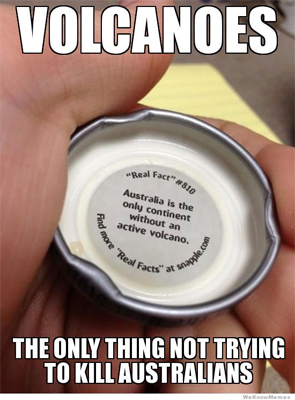 VOLCANOES
"Real Fact" #810
Australia is the
only continent
without an
active volcano.
Find more "Real Facts" at snapple.com
THE ONLY THING NOT TRYING
TO KILL AUSTRALIANS
WeKnowMemes